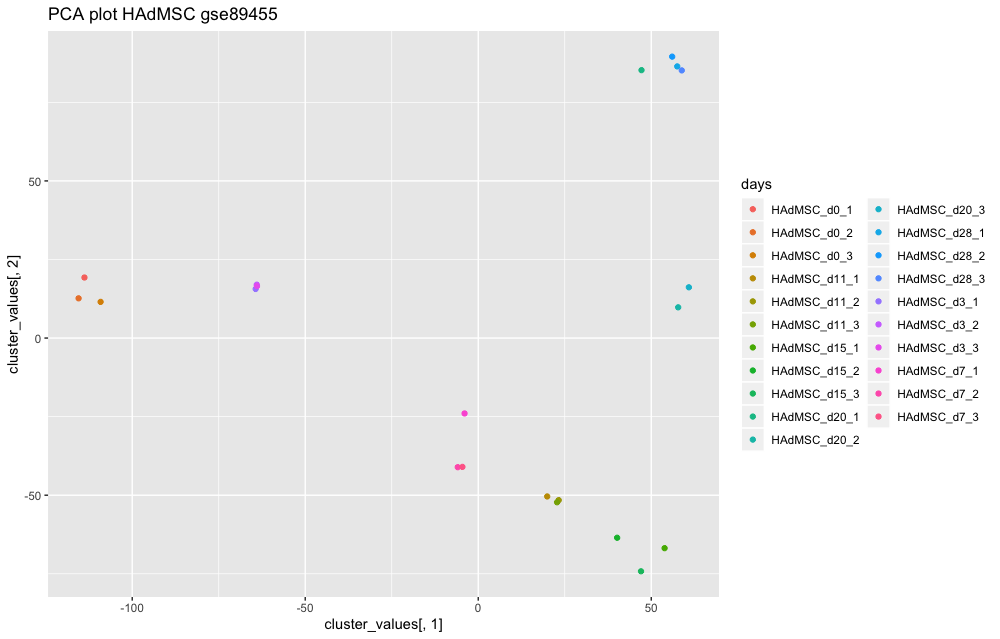 PCA plot HAdMSC gse89455
cluster_values[, 2]
50
0
-50
-100
-50
0
50
cluster_values[, 1]
days
HAdMSC_d0_1
HAdMSC_d0_2
HAdMSC_d0_3
HAdMSC_d11_1
HAdMSC_d11_2
HAdMSC_d11_3
HAdMSC_d15_1
HAdMSC_d15_2
HAdMSC_d15_3
HAdMSC_d20_1
HAdMSC_d20_2
HAdMSC_d20_3
HAdMSC_d28_1
HAdMSC_d28_2
HAdMSC_d28_3
HAdMSC_d3_1
HAdMSC_d3_2
HAdMSC_d3_3
HAdMSC_d7_1
HAdMSC_d7_2
HAdMSC_d7_3